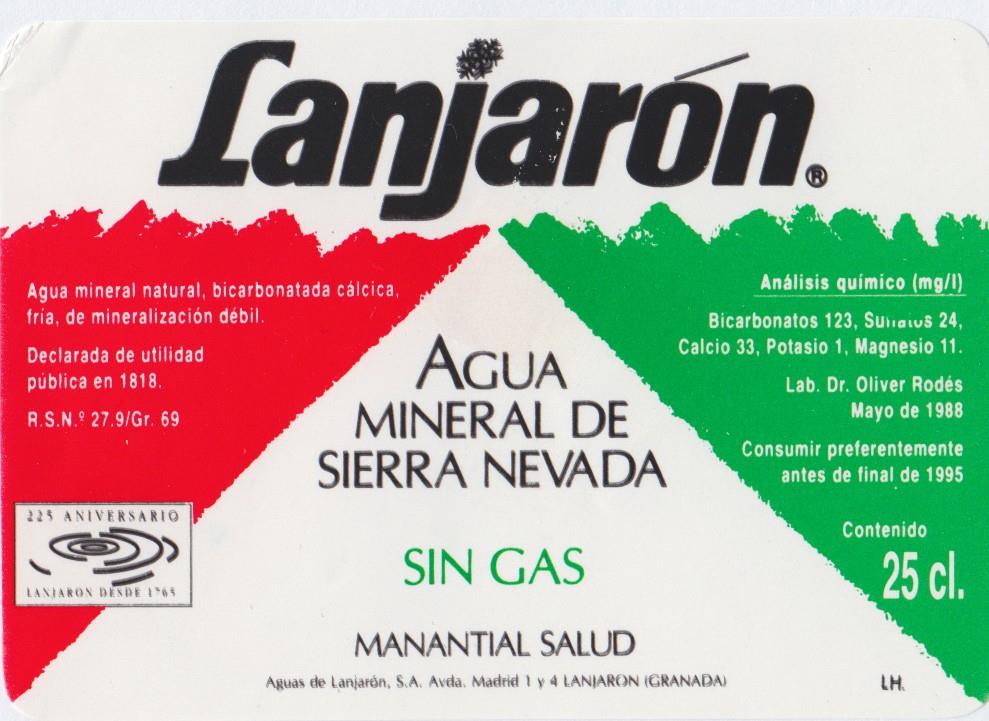 Lanjarón®
Agua mineral natural, bicarbonatada cálcica,
fría, de mineralización débil.
Declarada de utilidad
pública en 1818.
R.S.N.º 27.9/Gr. 69
225 ANIVERSARIO
LANJARON DESDE 1765
AGUA
MINERAL DE
SIERRA NEVADA
SIN GAS
MANANTIAL SALUD
Aguas de Lanjarón, S.A. Avda. Madrid 1 y 4 LANJARON (GRANADA)
Análisis químico (mg/l)
Bicarbonatos 123, Sulfatos 24,
Calcio 33, Potasio 1, Magnesio 11.
Lab. Dr. Oliver Rodés
Mayo de 1988
Consumir preferentemente
antes de final de 1995
Contenido
25 cl.
LH.